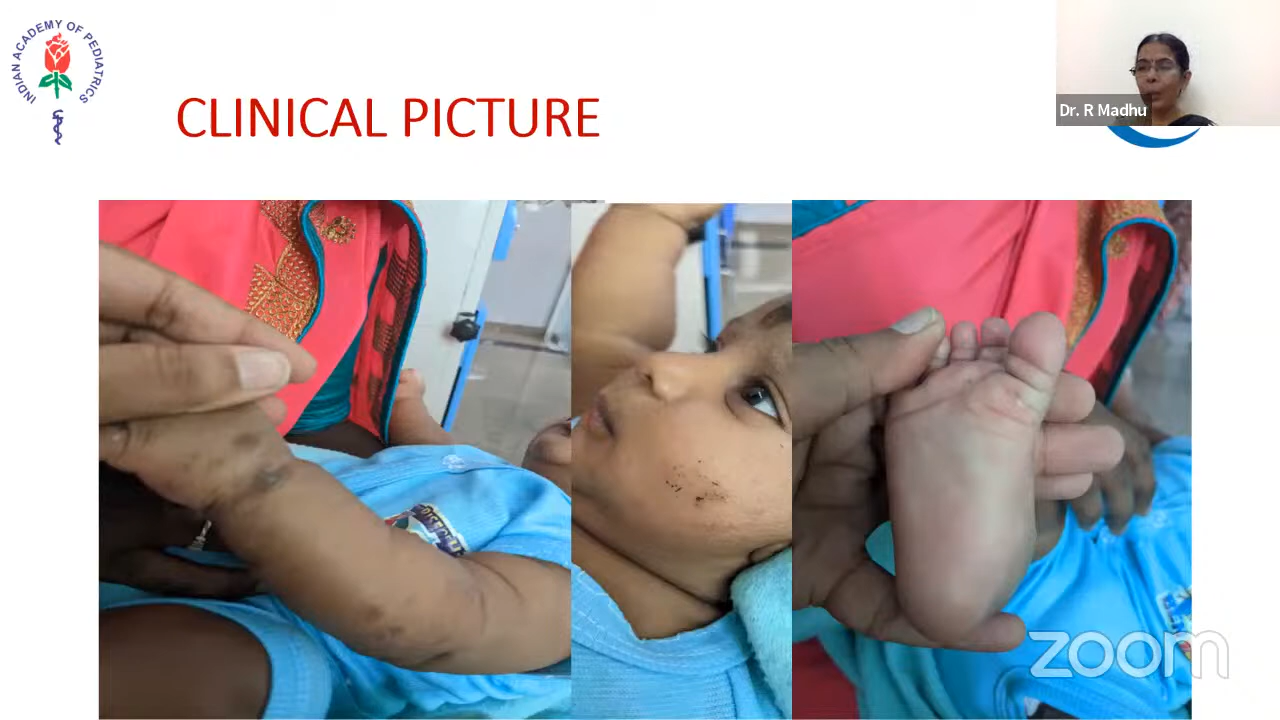 INDIAN ACADEMY OF PEDIATRICS
Dr. R Madhu
CLINICAL PICTURE
zoom